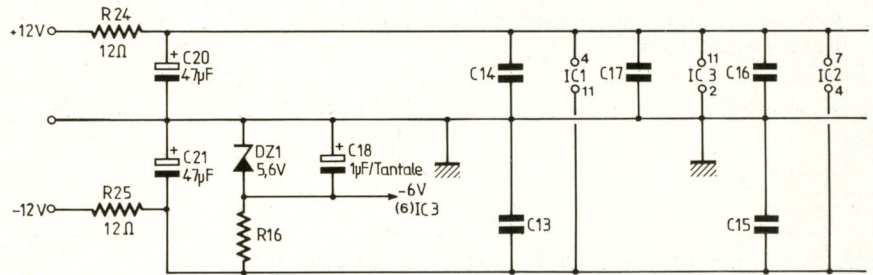 R24
+12V
12Ω
+
C20
47µF
C14
4
IC1
11
C17
11
IC3
2
C16
7
IC2
4
+
C21
47µF
DZ1
5,6V
+
C18
1µF/Tantale
-6V
(6)IC3
R25
-12V
12Ω
R16
C13
C15